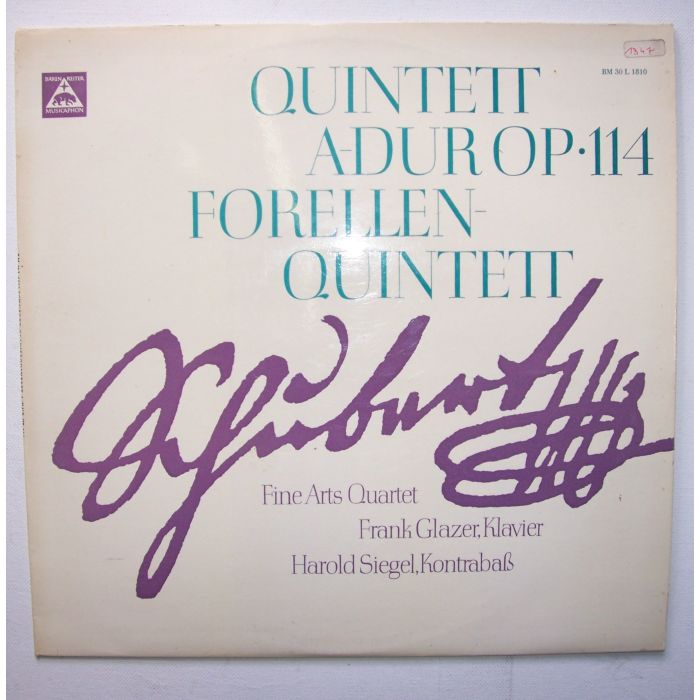 BÄRENREITER
MUSICAPHON
1347
BM 30 L 1810
QUINTETT
A-DUR OP·114
FORELLEN-
QUINTETT
Schubert
Fine Arts Quartet
Frank Glazer, Klavier
Harold Siegel, Kontrabaß